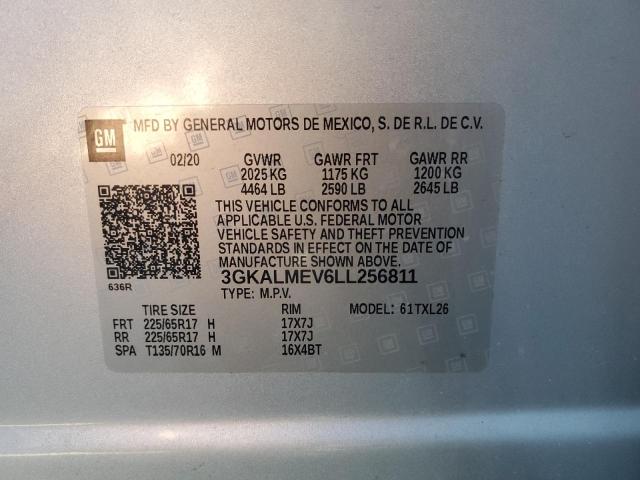 GM MFD BY GENERAL MOTORS DE MEXICO, S. DE R.L. DE C.V.
02/20 GVWR GAWR FRT GAWR RR
2025 KG 1175 KG 1200 KG
4464 LB 2590 LB 2645 LB
THIS VEHICLE CONFORMS TO ALL
APPLICABLE U.S. FEDERAL MOTOR
VEHICLE SAFETY AND THEFT PREVENTION
STANDARDS IN EFFECT ON THE DATE OF
MANUFACTURE SHOWN ABOVE.
3GKALMEV6LL256811
636R
TYPE: M.P.V.
TIRE SIZE RIM MODEL: 61TXL26
FRT 225/65R17 H 17X7J
RR 225/65R17 H 17X7J
SPA T135/70R16 M 16X4BT